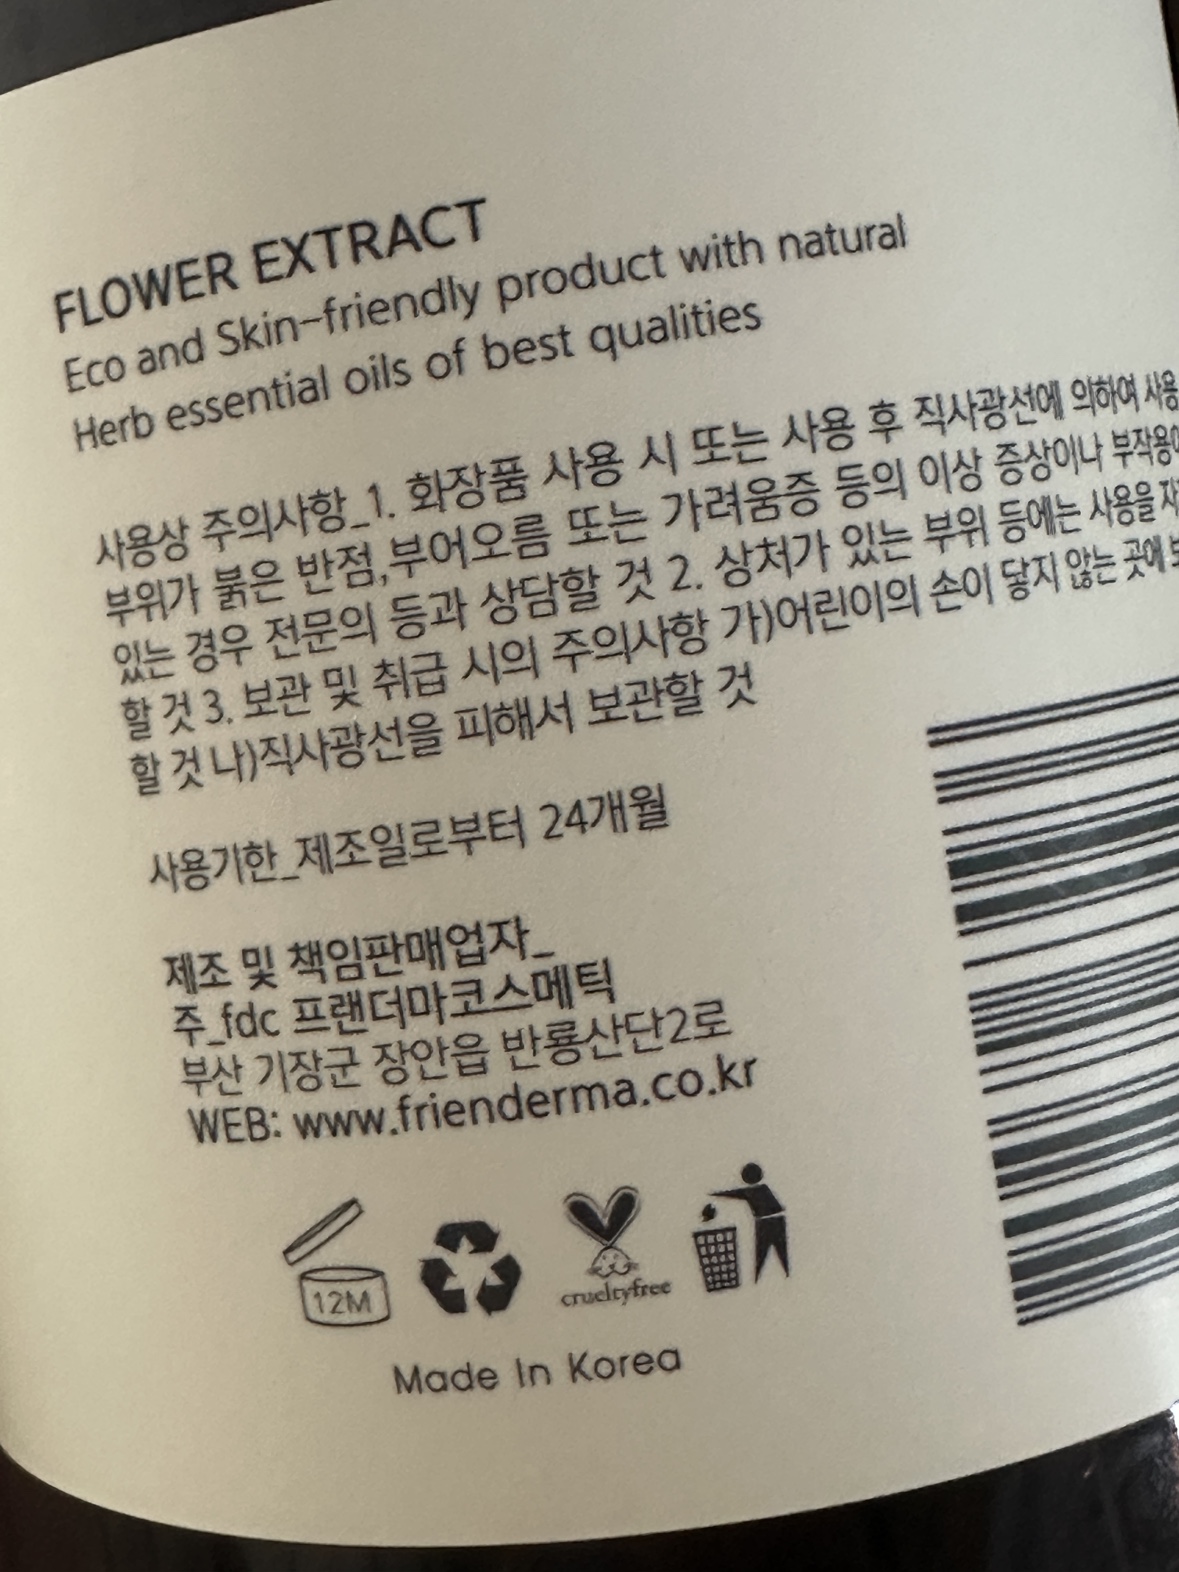 FLOWER EXTRACT
Eco and Skin-friendly product with natural
Herb essential oils of best qualities
사용상 주의사항_1. 화장품 사용 시 또는 사용 후 직사광선에 의하여 사용
부위가 붉은 반점,부어오름 또는 가려움증 등의 이상 증상이나 부작용이
있는 경우 전문의 등과 상담할 것 2. 상처가 있는 부위 등에는 사용을
할 것 3. 보관 및 취급 시의 주의사항 가)어린이의 손이 닿지 않는 곳에
할 것 나)직사광선을 피해서 보관할 것
사용기한_제조일로부터 24개월
제조 및 책임판매업자_
주_fdc 프랜더마코스메틱
부산 기장군 장안읍 반룡산단2로
WEB: www.frienderma.co.kr
12M
crueltyfree
Made In Korea